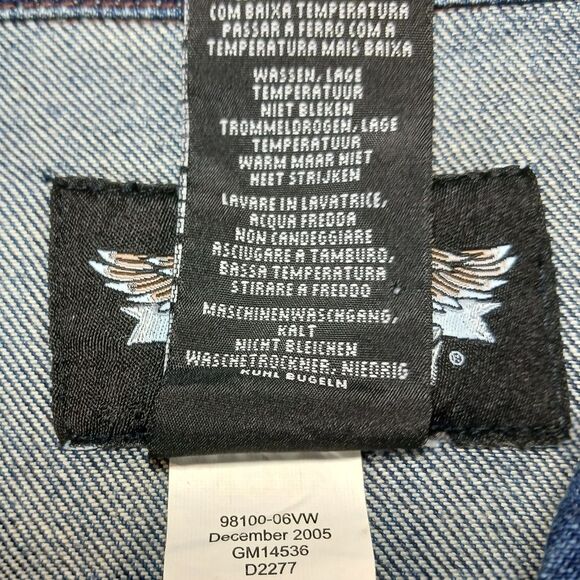 COM BAIXA TEMPERATURA
PASSAR A FERRO COM A
TEMPERATURA MAIS BAIXA
WASSEN, LAGE
TEMPERATUUR
NIET BLEKEN
TROMMELDROGEN, LAGE
TEMPERATUUR
WARM MAAR NIET
HEET STRIJKEN
LAVARE IN LAVATRICE,
ACQUA FREDDA
NON CANDEGGIARE
ASCIUGARE A TAMBURO,
BASSA TEMPERATURA
STIRARE A FREDDO
MASCHINENWASCHGANG,
KALT
NICHT BLEICHEN
WASCHETROCKNER, NIEDRIG
KUHL BUGELN
®
98100-06VW
December 2005
GM14536
D2277